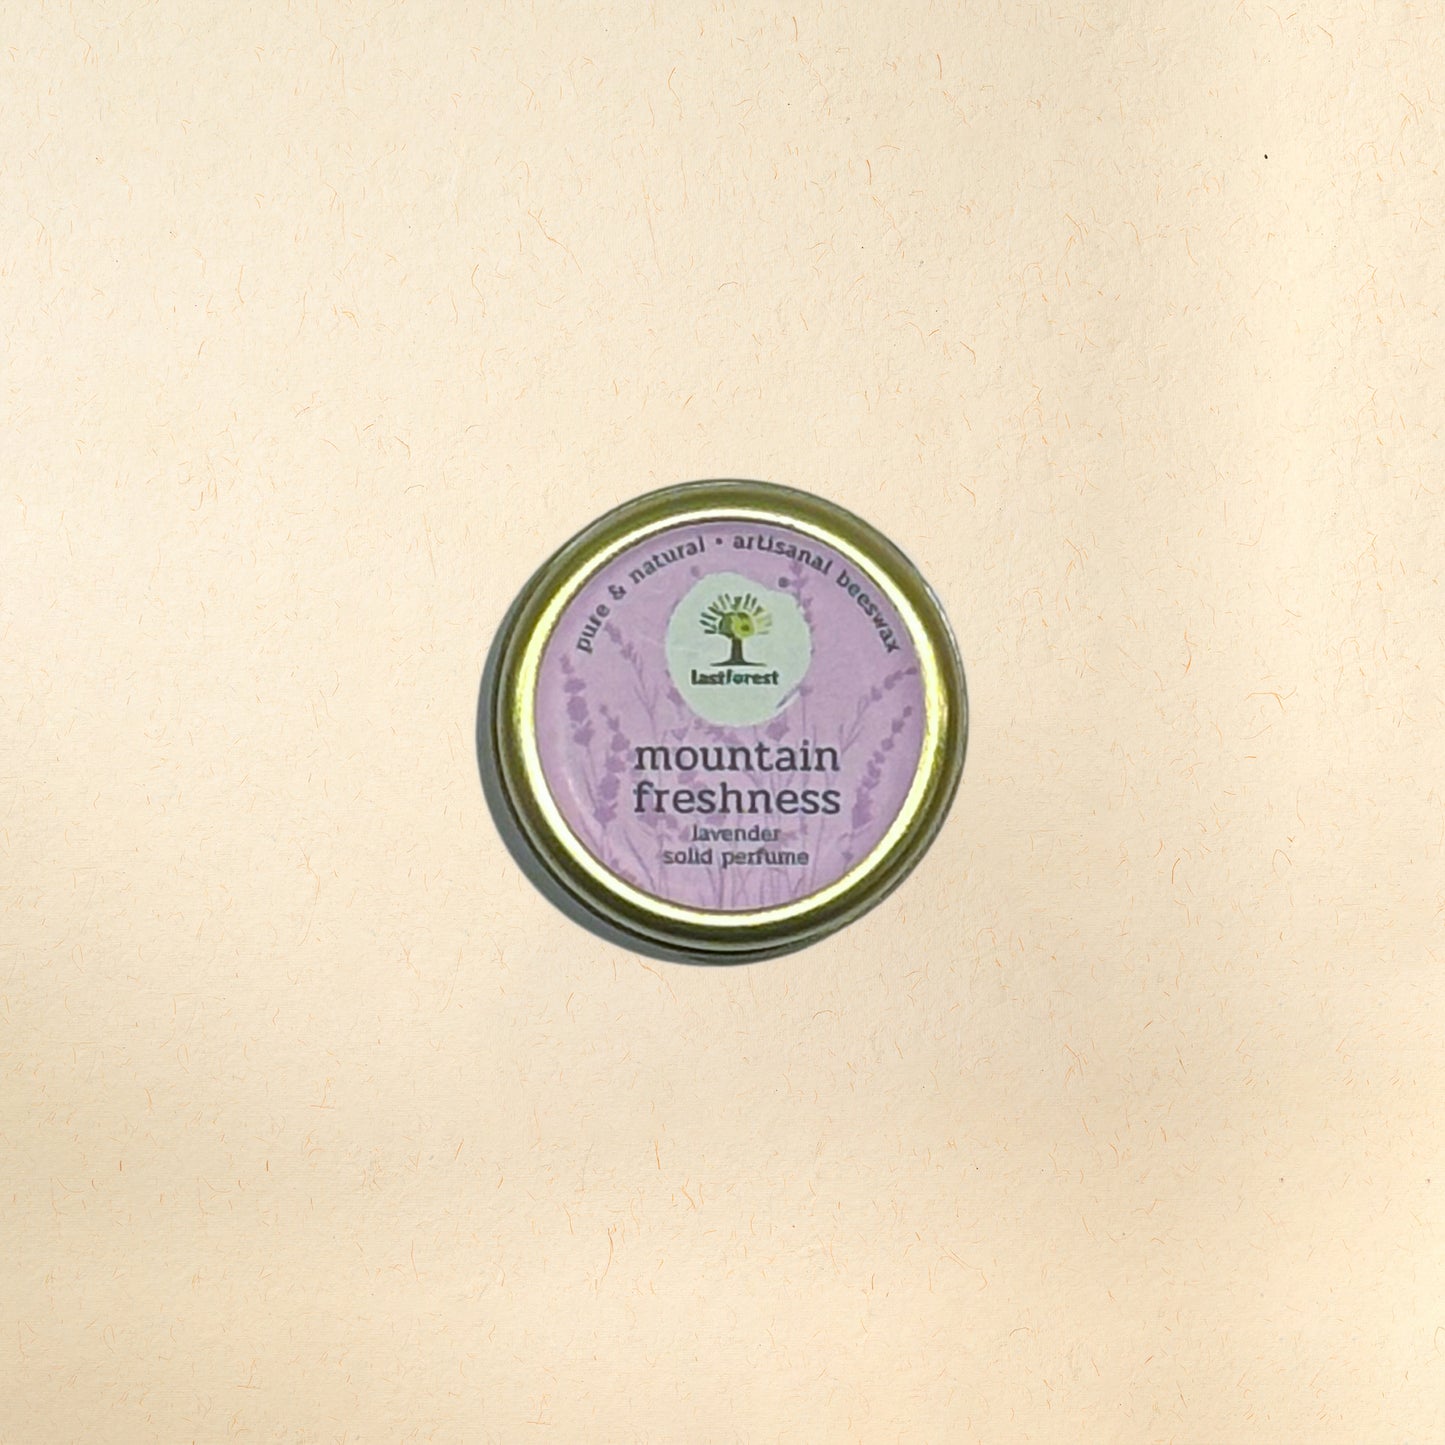 pure & natural • artisanal beeswax
lastforest
mountain
freshness
lavender
solid perfume